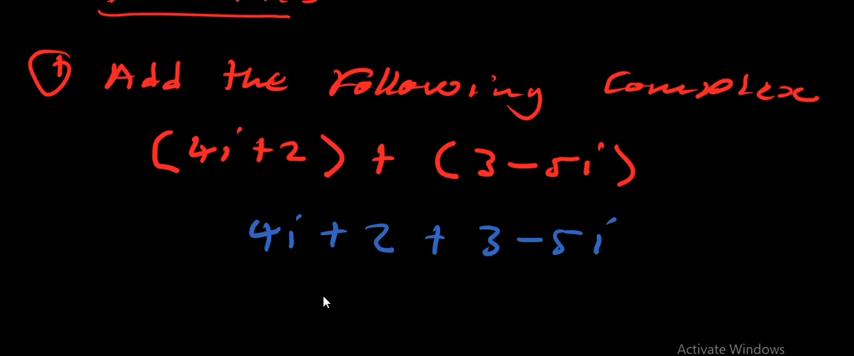 ① Add the following Complex
(4i+2) + (3-5i)
4i + 2 + 3 - 5i
Activate Windows